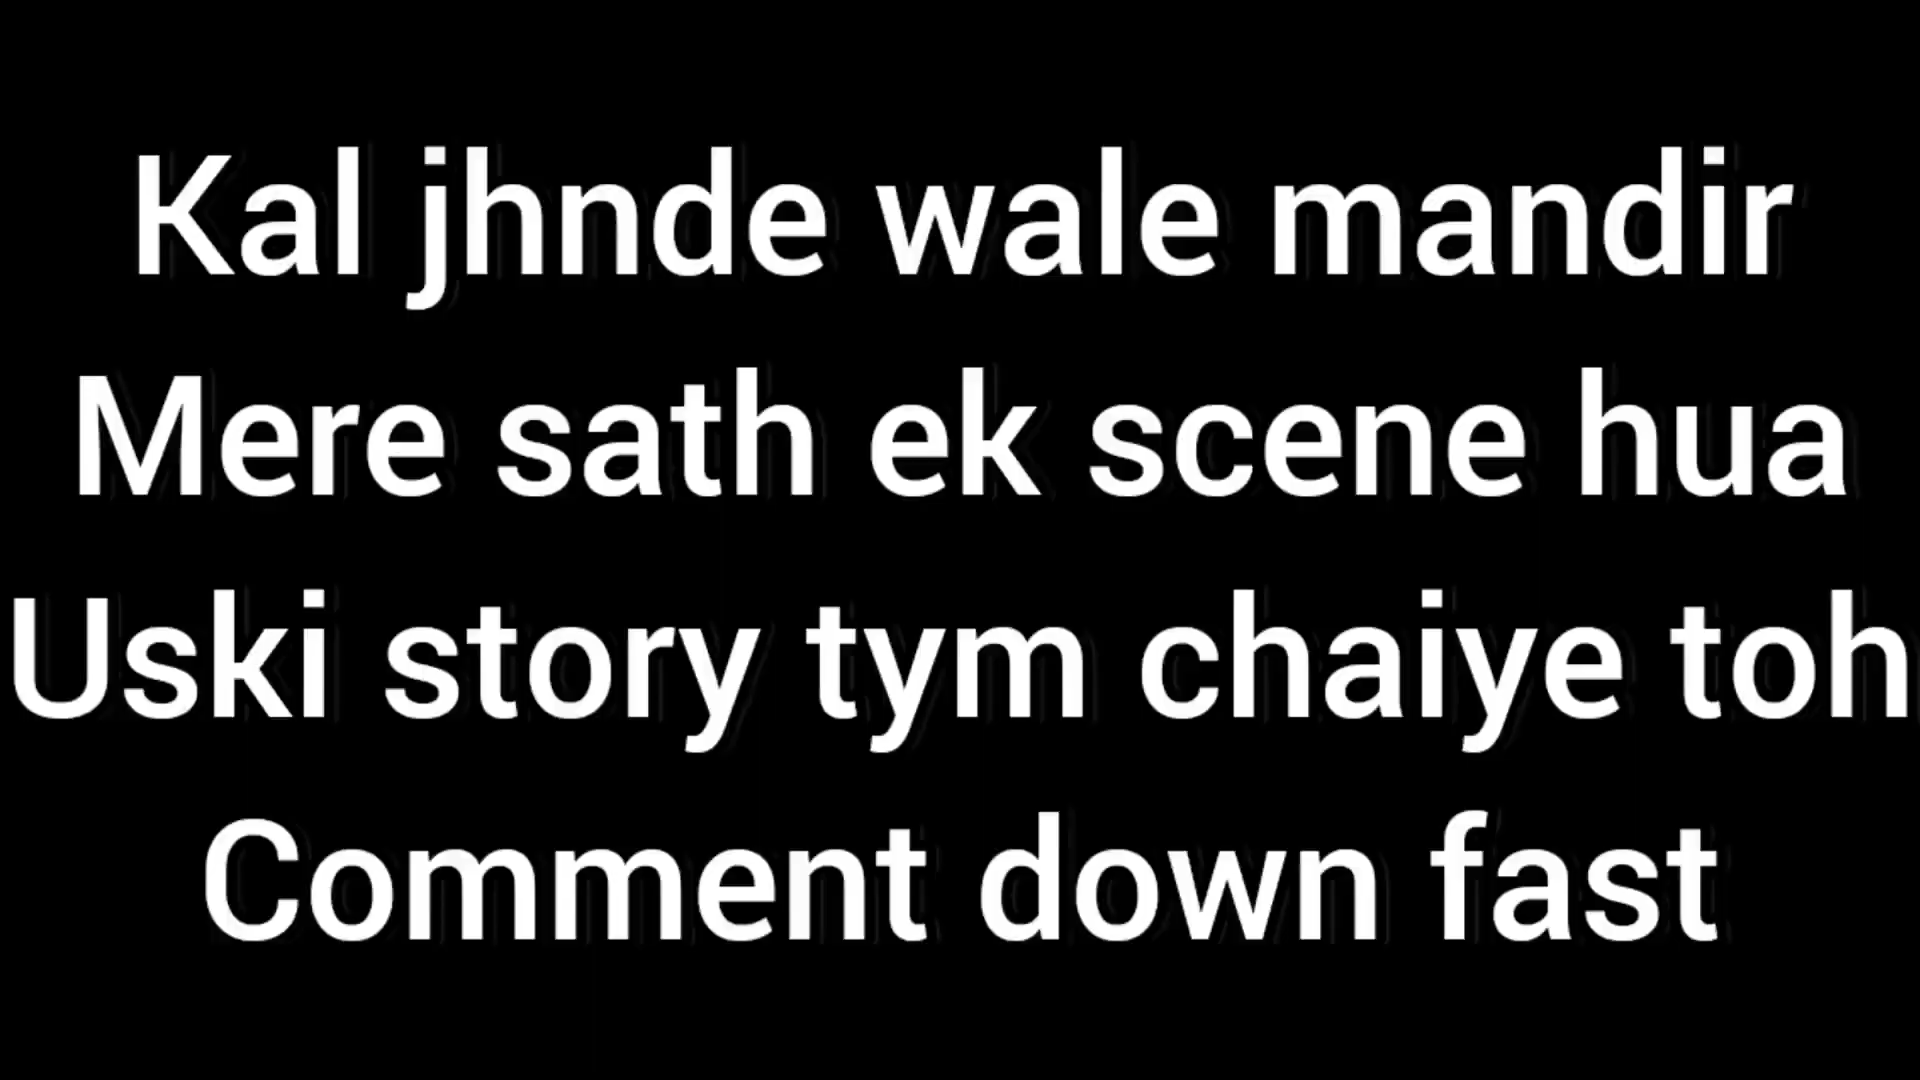 Kal jhnde wale mandir
Mere sath ek scene hua
Uski story tym chaiye toh
Comment down fast